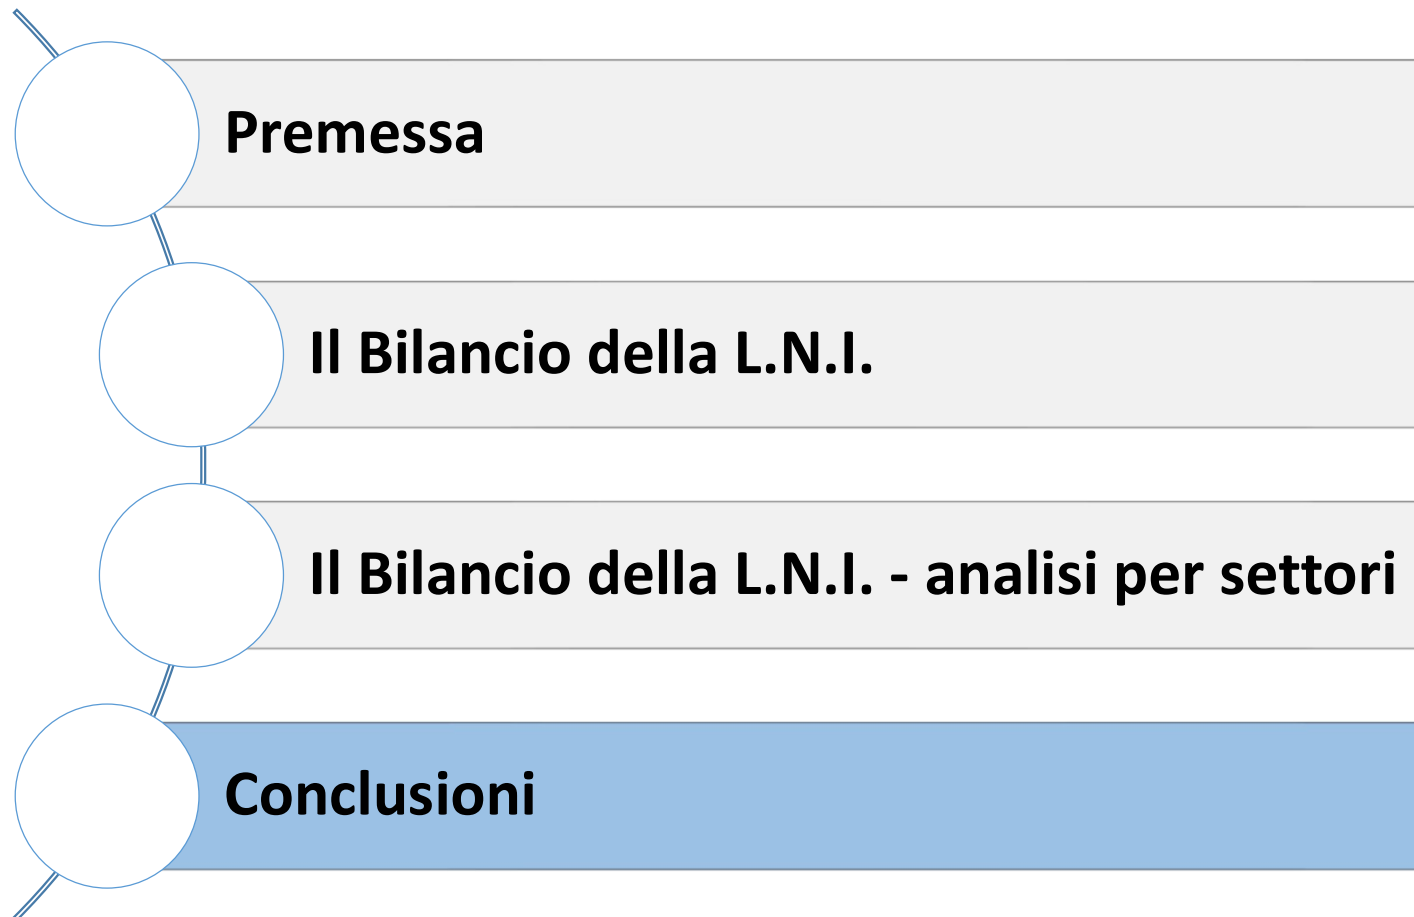 Premessa
Il Bilancio della L.N.I.
Il Bilancio della L.N.I. - analisi per settori
Conclusioni